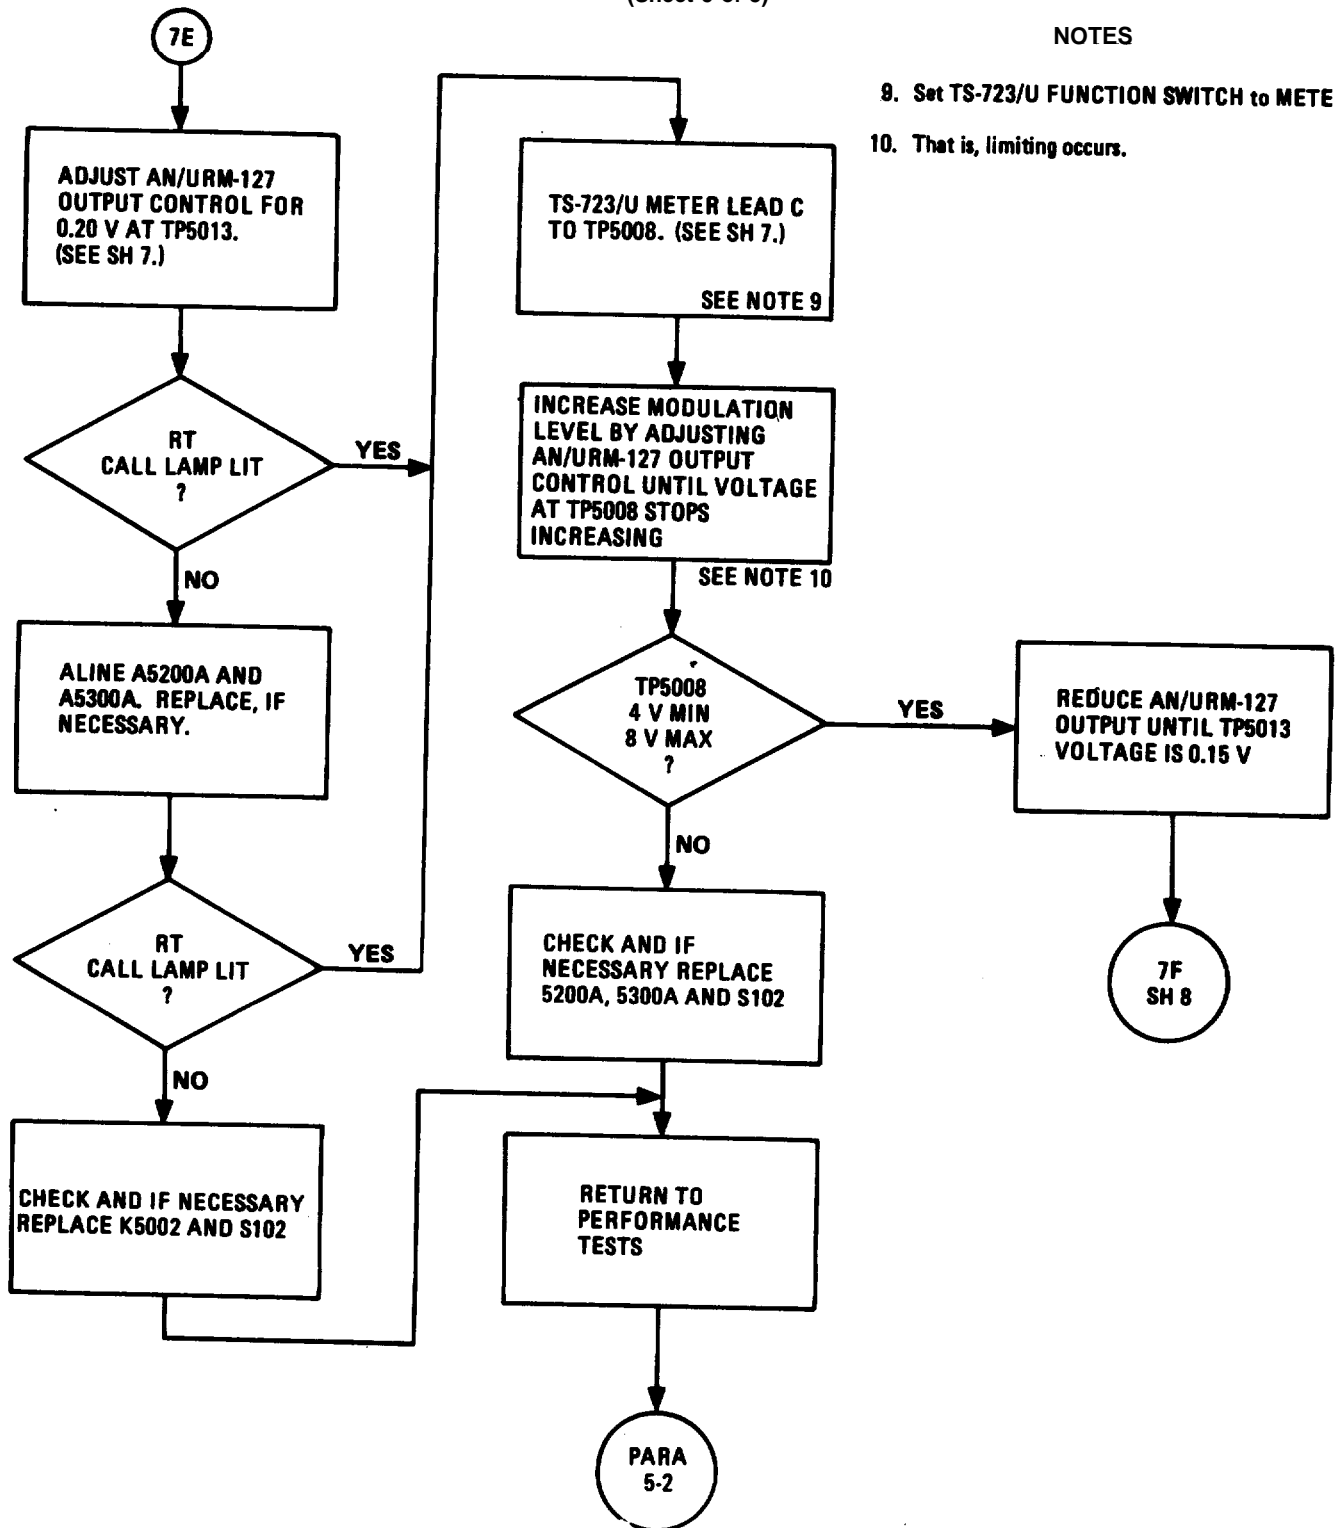 7E
ADJUST AN/URM-127
OUTPUT CONTROL FOR
0.20 V AT TP5013.
(SEE SH 7.)
RT
CALL LAMP LIT
?
YES
NO
ALINE A5200A AND
A5300A. REPLACE, IF
NECESSARY.
RT
CALL LAMP LIT
?
YES
NO
CHECK AND IF NECESSARY
REPLACE K5002 AND S102
TS-723/U METER LEAD C
TO TP5008. (SEE SH 7.)
SEE NOTE 9
INCREASE MODULATION
LEVEL BY ADJUSTING
AN/URM-127 OUTPUT
CONTROL UNTIL VOLTAGE
AT TP5008 STOPS
INCREASING
SEE NOTE 10
TP5008
4 V MIN
8 V MAX
?
YES
NO
CHECK AND IF
NECESSARY REPLACE
5200A, 5300A AND S102
RETURN TO
PERFORMANCE
TESTS
PARA
5-2
REDUCE AN/URM-127
OUTPUT UNTIL TP5013
VOLTAGE IS 0.15 V
7F
SH 8
NOTES
9. Set TS-723/U FUNCTION SWITCH to METE
10. That is, limiting occurs.